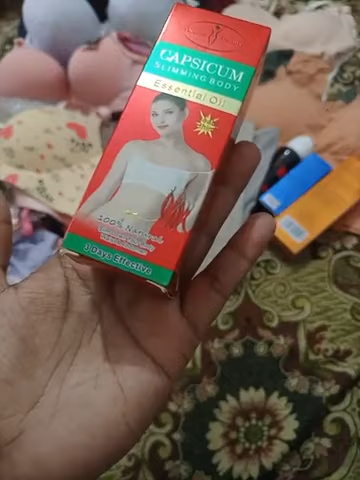 CAPSICUM
SLIMMING BODY
Essential Oil
100% Natural
3 Days Effective